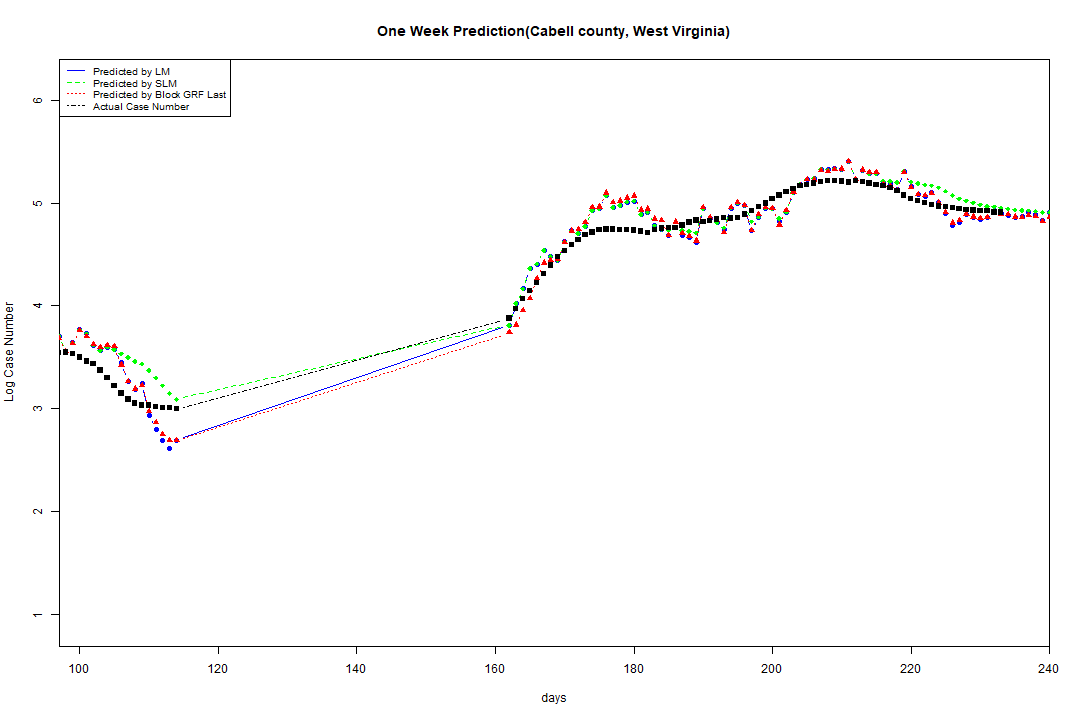 One Week Prediction(Cabell county, West Virginia)
Predicted by LM
Predicted by SLM
Predicted by Block GRF Last
Actual Case Number
Log Case Number
6
5
4
3
2
1
100 120 140 160 180 200 220 240
days